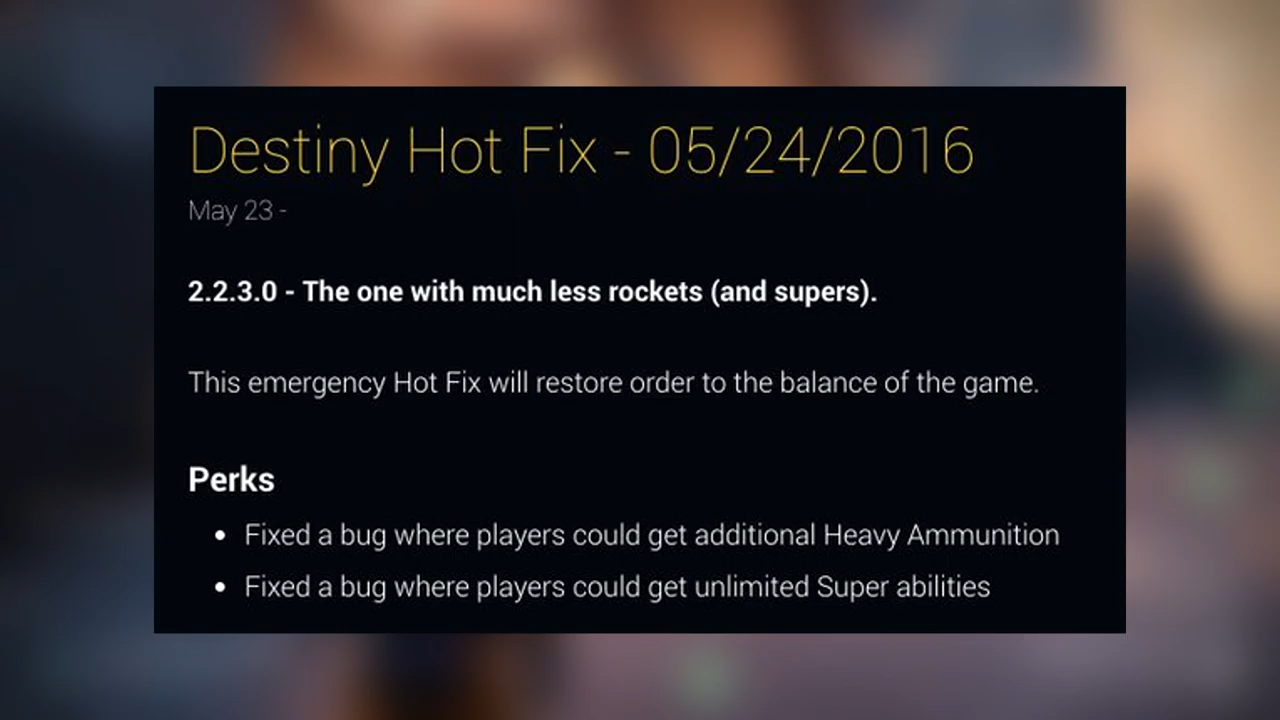 Destiny Hot Fix - 05/24/2016
May 23 -
2.2.3.0 - The one with much less rockets (and supers).
This emergency Hot Fix will restore order to the balance of the game.
Perks
• Fixed a bug where players could get additional Heavy Ammunition
• Fixed a bug where players could get unlimited Super abilities